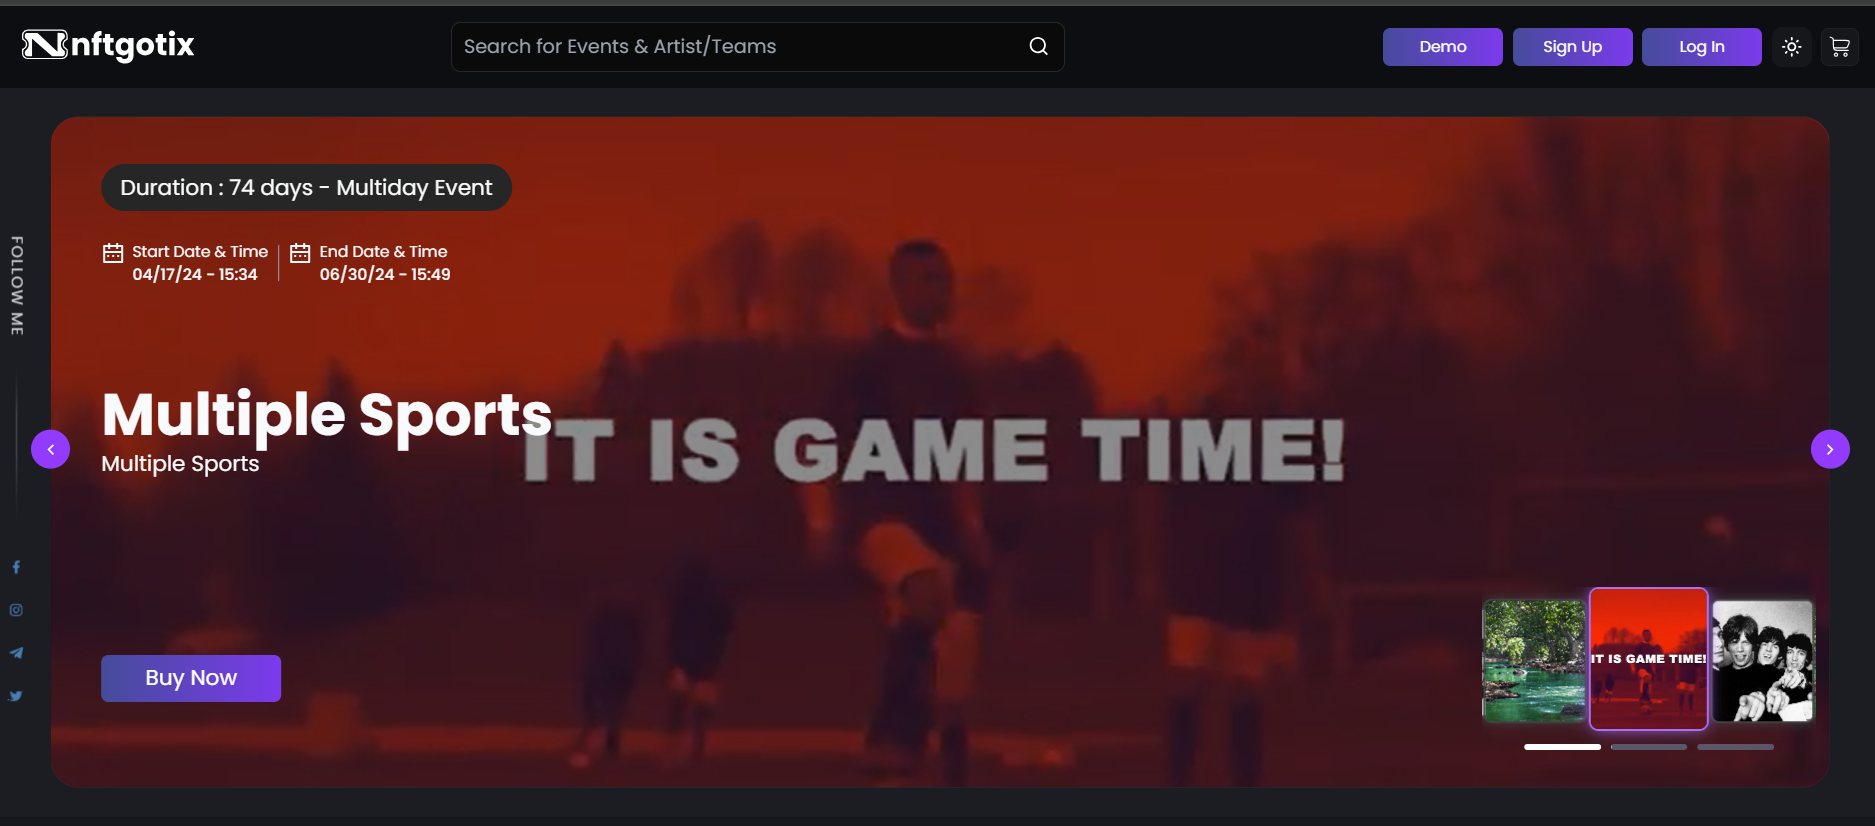 nftgotix
Search for Events & Artist/Teams
Demo
Sign Up
Log In
Duration : 74 days - Multiday Event
Start Date & Time
04/17/24 - 15:34
End Date & Time
06/30/24 - 15:49
FOLLOW ME
Multiple Sports
Multiple Sports
IT IS GAME TIME!
Buy Now
IT IS GAME TIME!